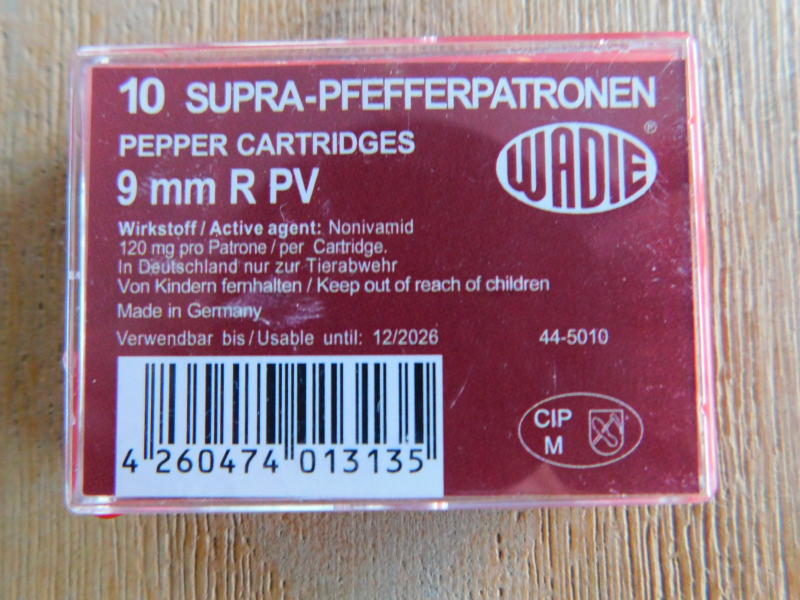 10 SUPRA-PFEFFERPATRONEN
PEPPER CARTRIDGES
WADIE®
9 mm R PV
Wirkstoff / Active agent: Nonivamid
120 mg pro Patrone / per Cartridge.
In Deutschland nur zur Tierabwehr
Von Kindern fernhalten / Keep out of reach of children
Made in Germany
Verwendbar bis / Usable until: 12/2026
44-5010
CIP
M
4 260474 013135